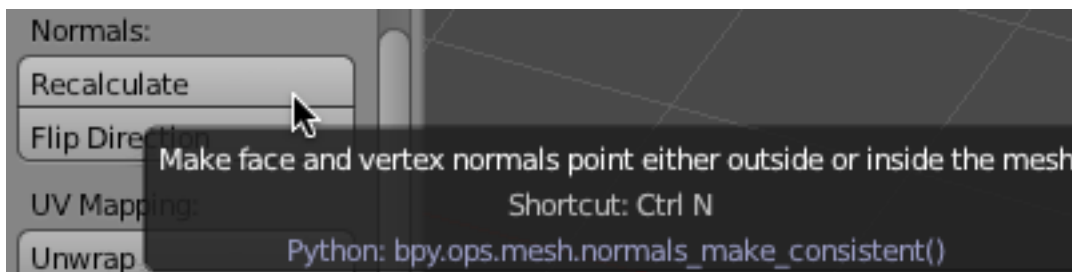 Normals:
Recalculate
Flip Direction
Make face and vertex normals point either outside or inside the mesh
UV Mapping:
Shortcut: Ctrl N
Unwrap
Python: bpy.ops.mesh.normals_make_consistent()